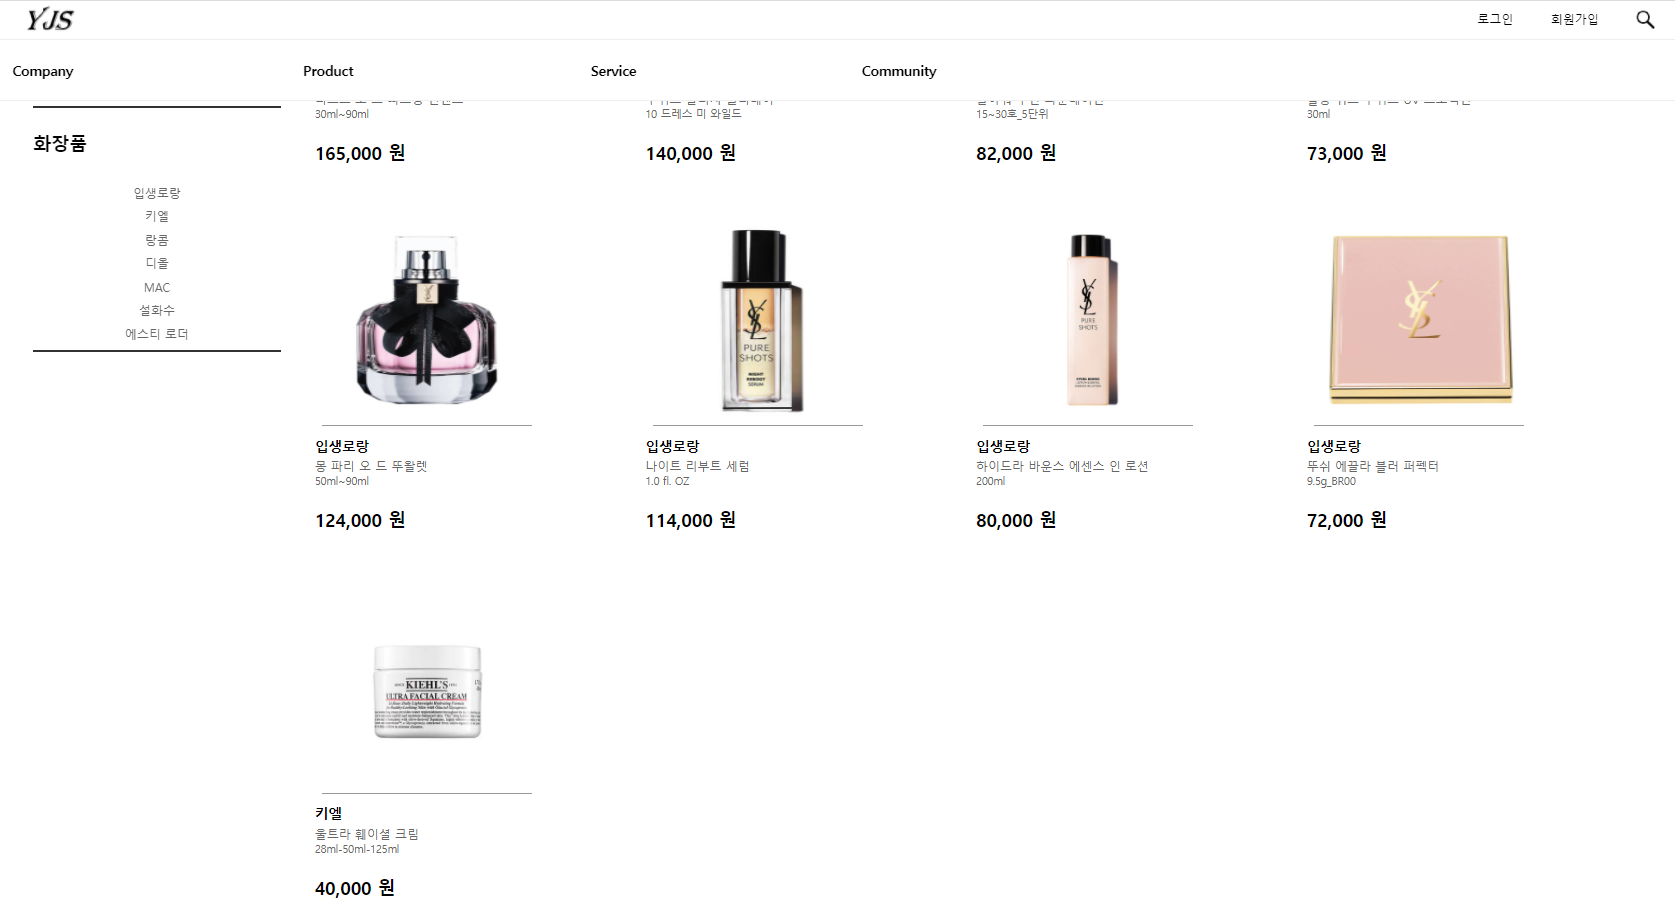 YJS
로그인
회원가입
Company
Product
Service
Community
30ml~90ml
10 드레스 미 와일드
15~30호_5단위
30ml
화장품
165,000 원
140,000 원
82,000 원
73,000 원
입생로랑
키엘
랑콤
디올
MAC
설화수
에스티 로더
YSL
PURE
SHOTS
NIGHT
REBOOT
SERUM
YSL
PURE
SHOTS
YSL
입생로랑
몽 파리 오 드 뚜왈렛
50ml~90ml
124,000 원
입생로랑
나이트 리부트 세럼
1.0 fl. OZ
114,000 원
입생로랑
하이드라 바운스 에센스 인 로션
200ml
80,000 원
입생로랑
뚜쉬 에끌라 블러 퍼펙터
9.5g_BR00
72,000 원
KIEHL'S
ULTRA FACIAL CREAM
키엘
울트라 훼이셜 크림
28ml-50ml-125ml
40,000 원